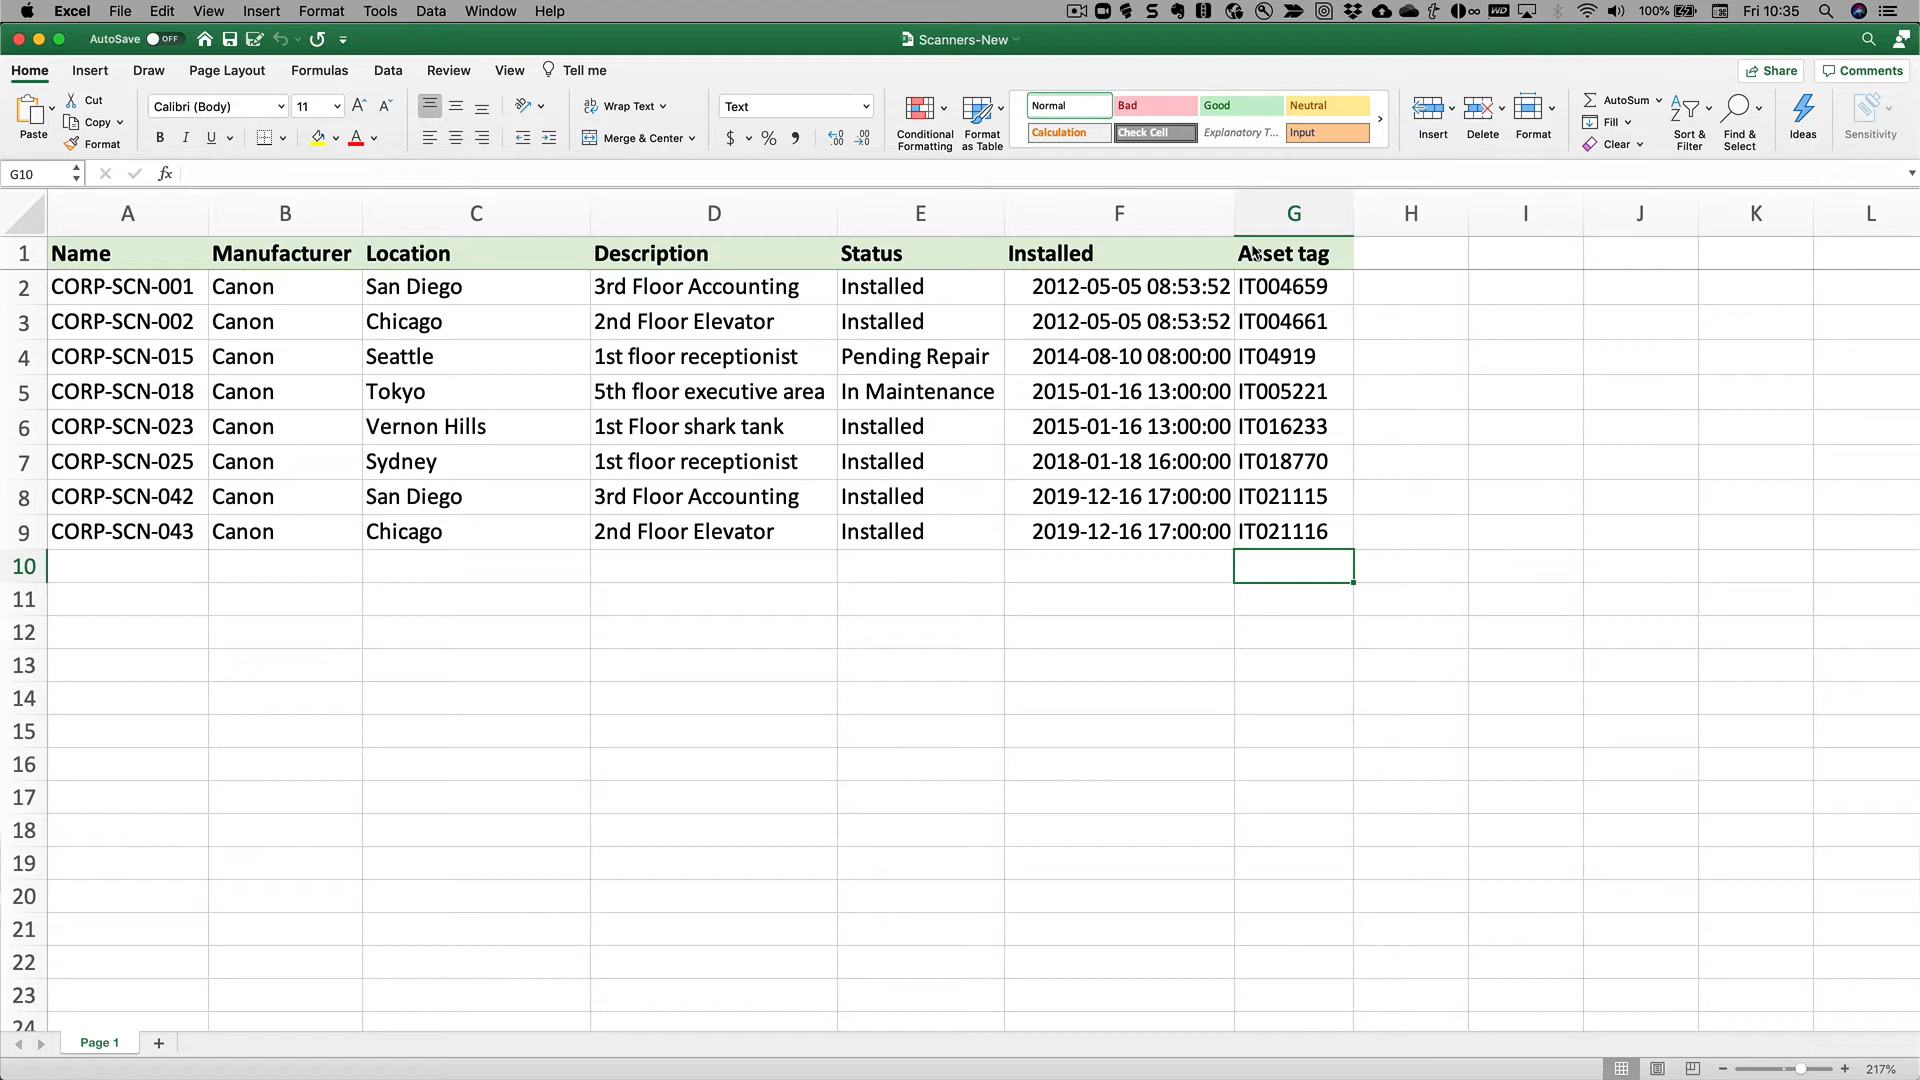 Excel File Edit View Insert Format Tools Data Window Help 100% Fri 10:35
AutoSave OFF Scanners-New
Home Insert Draw Page Layout Formulas Data Review View Tell me Share Comments
Paste Cut Copy Format
Calibri (Body) 11
Wrap Text
Merge & Center
Text
Conditional Formatting
Format as Table
Normal Bad Good Neutral
Calculation Check Cell Explanatory T... Input
Insert Delete Format
AutoSum
Fill
Clear
Sort & Filter
Find & Select
Ideas
Sensitivity
G10 fx
A B C D E F G H I J K L
1 Name Manufacturer Location Description Status Installed Asset tag
2 CORP-SCN-001 Canon San Diego 3rd Floor Accounting Installed 2012-05-05 08:53:52 IT004659
3 CORP-SCN-002 Canon Chicago 2nd Floor Elevator Installed 2012-05-05 08:53:52 IT004661
4 CORP-SCN-015 Canon Seattle 1st floor receptionist Pending Repair 2014-08-10 08:00:00 IT04919
5 CORP-SCN-018 Canon Tokyo 5th floor executive area In Maintenance 2015-01-16 13:00:00 IT005221
6 CORP-SCN-023 Canon Vernon Hills 1st Floor shark tank Installed 2015-01-16 13:00:00 IT016233
7 CORP-SCN-025 Canon Sydney 1st floor receptionist Installed 2018-01-18 16:00:00 IT018770
8 CORP-SCN-042 Canon San Diego 3rd Floor Accounting Installed 2019-12-16 17:00:00 IT021115
9 CORP-SCN-043 Canon Chicago 2nd Floor Elevator Installed 2019-12-16 17:00:00 IT021116
10
11
12
13
14
15
16
17
18
19
20
21
22
23
24
Page 1
217%